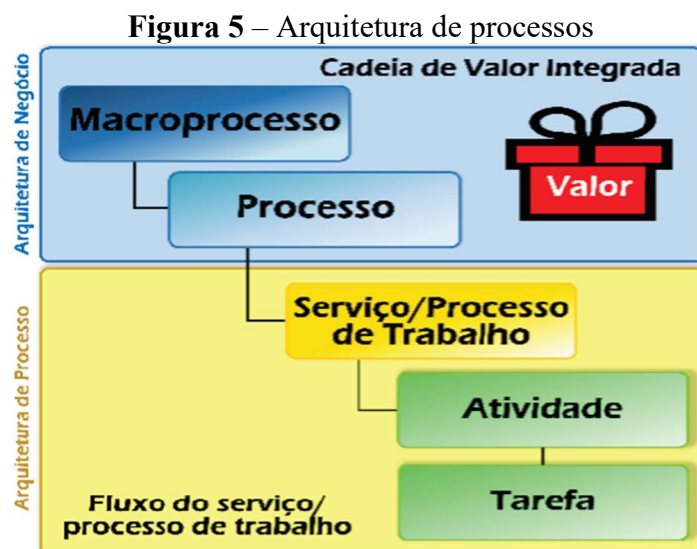 Figura 5 – Arquitetura de processos
Arquitetura de Negócio
Cadeia de Valor Integrada
Macroprocesso
Valor
Processo
Arquitetura de Processo
Serviço/Processo
de Trabalho
Atividade
Tarefa
Fluxo do serviço/
processo de trabalho